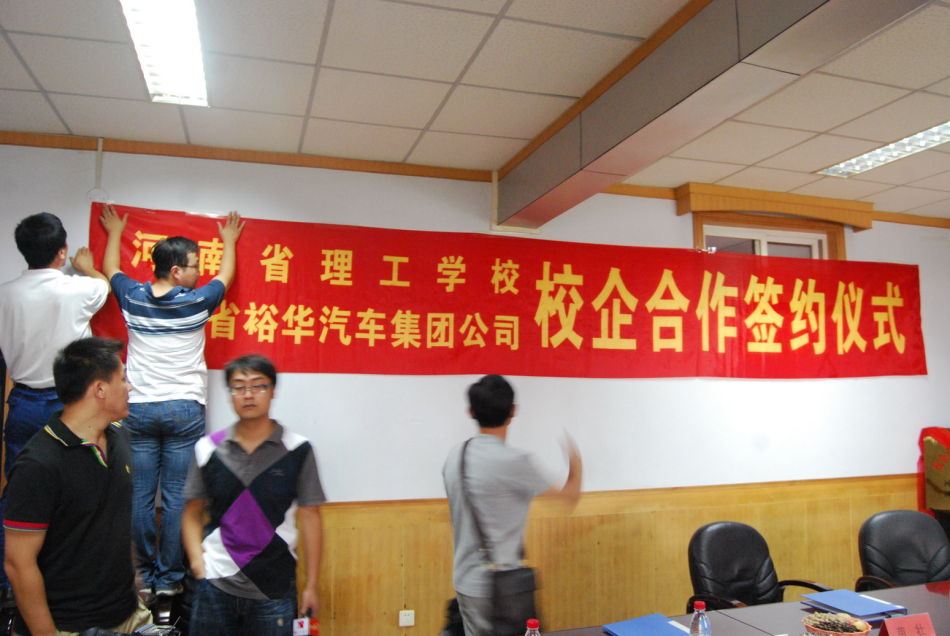 河南省理工学校
省裕华汽车集团公司
校企合作签约仪式